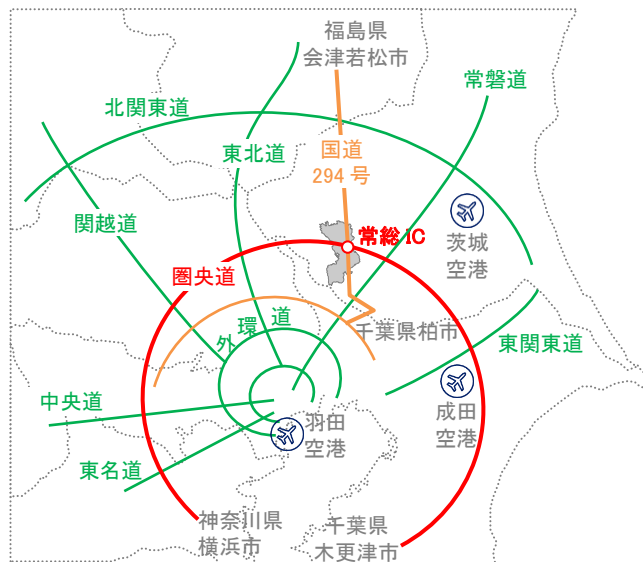 福島県
会津若松市
常磐道
北関東道
東北道
国道
294 号
関越道
常総 IC
茨城
空港
圏央道
外環道
千葉県柏市
東関東道
中央道
羽田
空港
成田
空港
東名道
神奈川県
横浜市
千葉県
木更津市